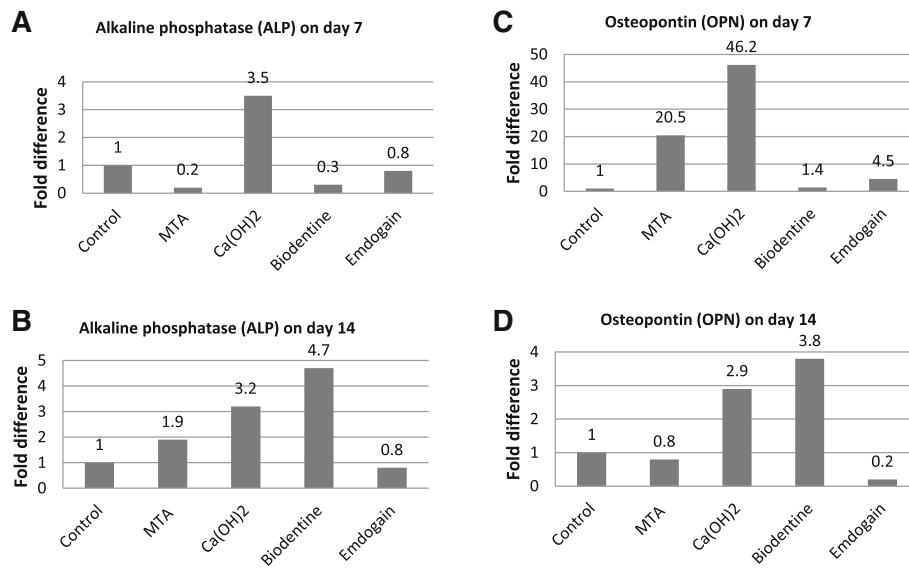 A
Alkaline phosphatase (ALP) on day 7
Fold difference
4
3
2
1
0
1
0.2
3.5
0.3
0.8
Control
MTA
Ca(OH)2
Biodentine
Emdogain
C
Osteopontin (OPN) on day 7
Fold difference
50
40
30
20
10
0
1
20.5
46.2
1.4
4.5
Control
MTA
Ca(OH)2
Biodentine
Emdogain
B
Alkaline phosphatase (ALP) on day 14
Fold difference
5
4
3
2
1
0
1
1.9
3.2
4.7
0.8
Control
MTA
Ca(OH)2
Biodentine
Emdogain
D
Osteopontin (OPN) on day 14
Fold difference
4
3
2
1
0
1
0.8
2.9
3.8
0.2
Control
MTA
Ca(OH)2
Biodentine
Emdogain